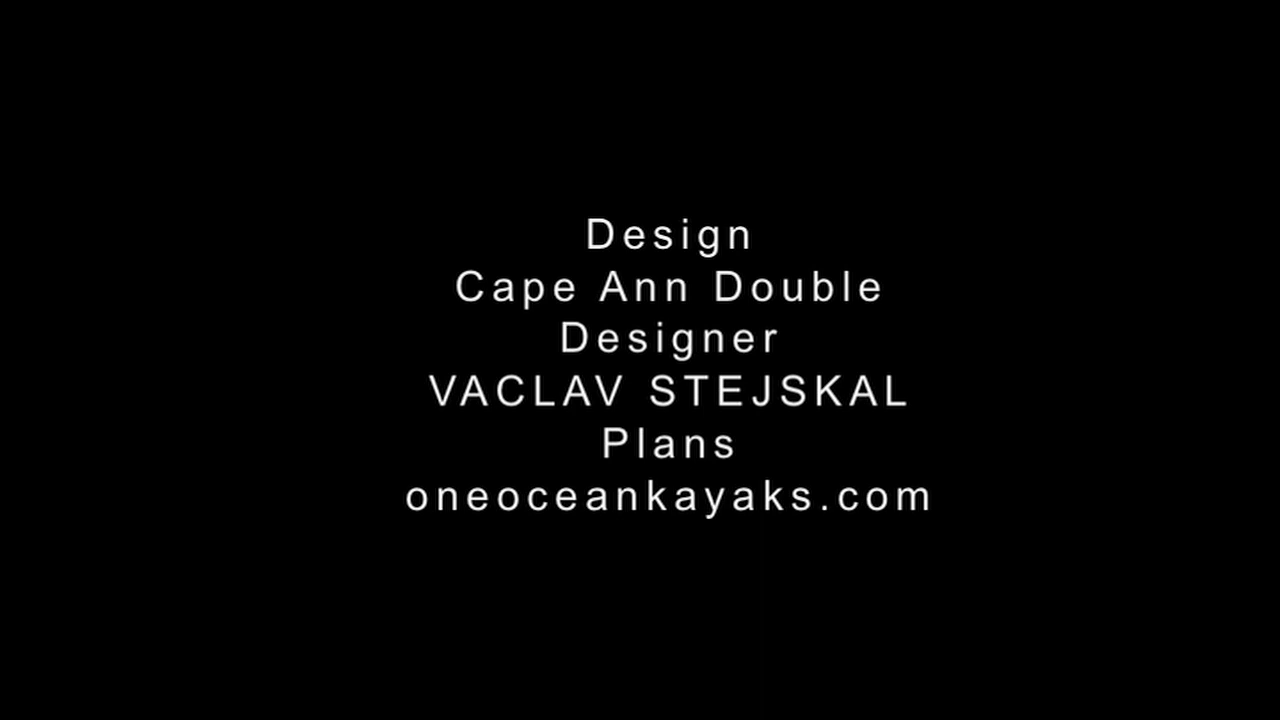 Design
Cape Ann Double
Designer
VACLAV STEJSKAL
Plans
oneoceankayaks.com